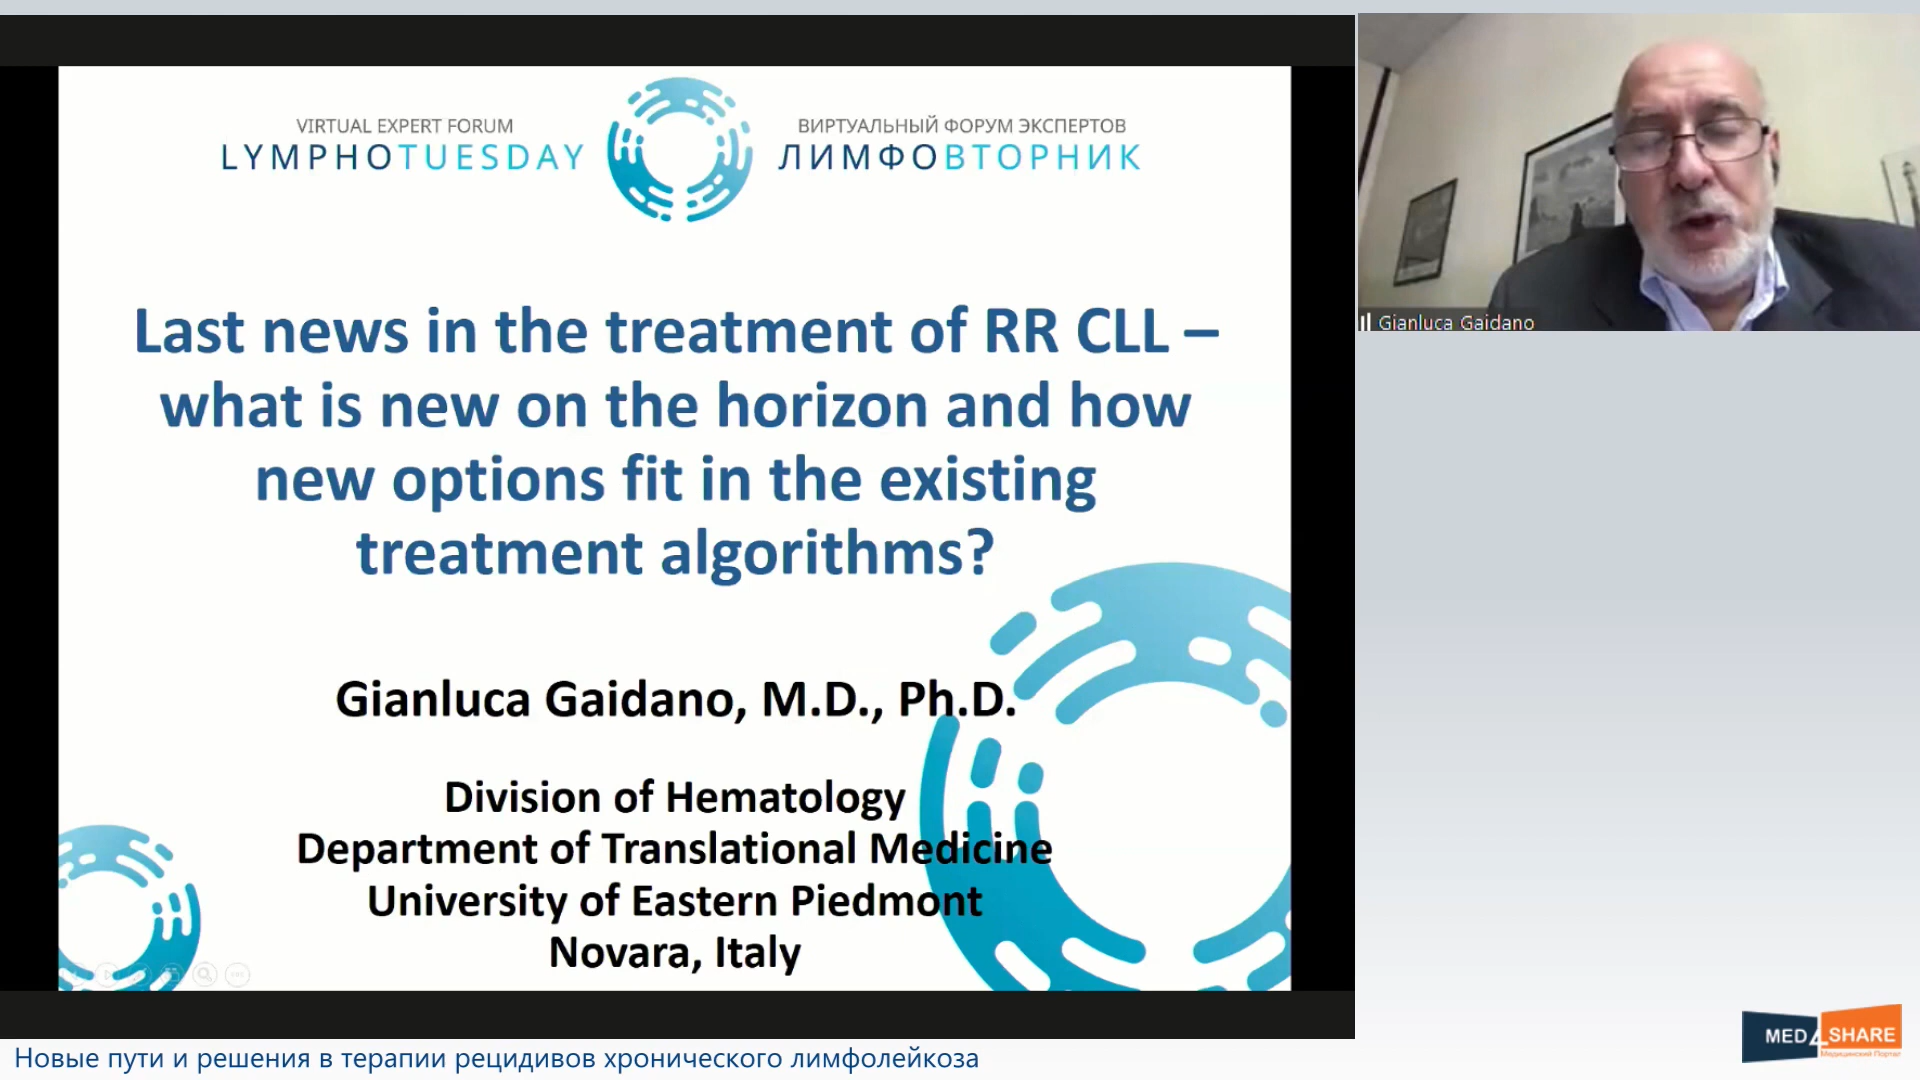 VIRTUAL EXPERT FORUM
LYMPHOTUESDAY
ВИРТУАЛЬНЫЙ ФОРУМ ЭКСПЕРТОВ
ЛИМФОВТОРНИК
Last news in the treatment of RR CLL –
what is new on the horizon and how
new options fit in the existing
treatment algorithms?
Gianluca Gaidano, M.D., Ph.D.
Division of Hematology
Department of Translational Medicine
University of Eastern Piedmont
Novara, Italy
Gianluca Gaidano
MED4SHARE
Медицинский Портал
Новые пути и решения в терапии рецидивов хронического лимфолейкоза